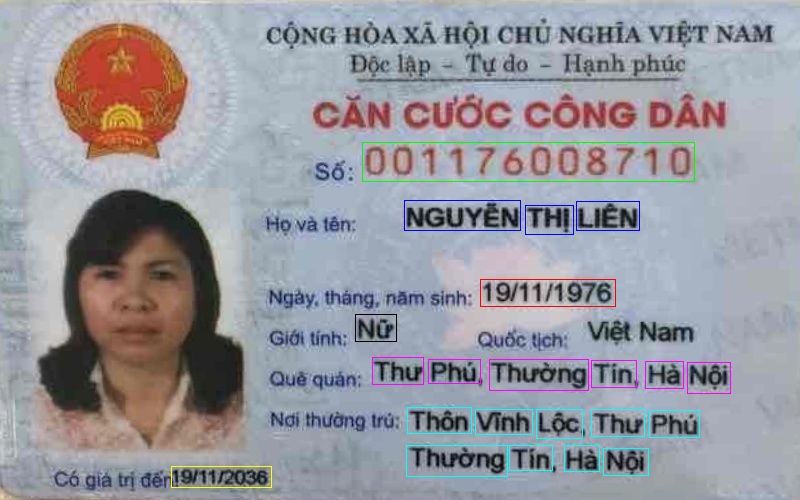 CỘNG HÒA XÃ HỘI CHỦ NGHĨA VIỆT NAM
Độc lập - Tự do - Hạnh phúc
CĂN CƯỚC CÔNG DÂN
Số: 001176008710
Họ và tên: NGUYỄN THỊ LIÊN
Ngày, tháng, năm sinh: 19/11/1976
Giới tính: Nữ Quốc tịch: Việt Nam
Quê quán: Thư Phú, Thường Tín, Hà Nội
Nơi thường trú: Thôn Vĩnh Lộc, Thư Phú
Thường Tín, Hà Nội
Có giá trị đến 19/11/2036